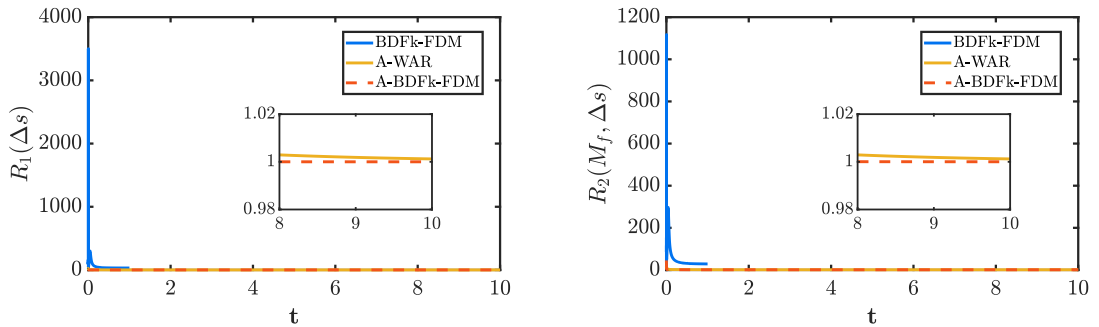 R₁(Δs)
4000
3000
2000
1000
0
BDFk-FDM
A-WAR
A-BDFk-FDM
1.02
1
0.98
8 9 10
0 2 4 6 8 10
t
R₂(M_f, Δs)
1200
1000
800
600
400
200
0
BDFk-FDM
A-WAR
A-BDFk-FDM
1.02
1
0.98
8 9 10
0 2 4 6 8 10
t